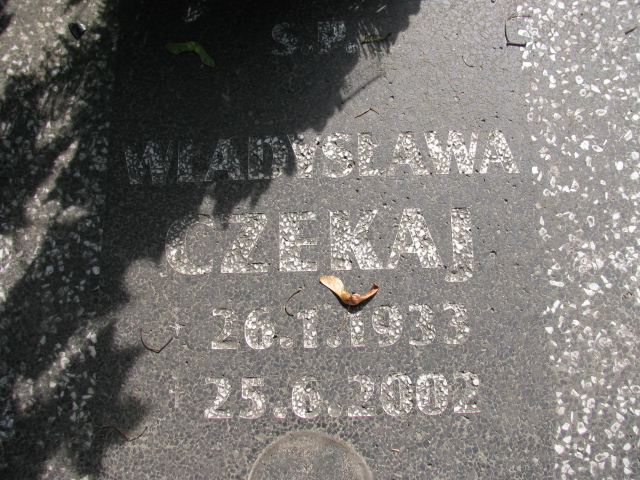 Ś.P.
WŁADYSŁAWA
CZEKAJ
26.1.1933
25.6.2002